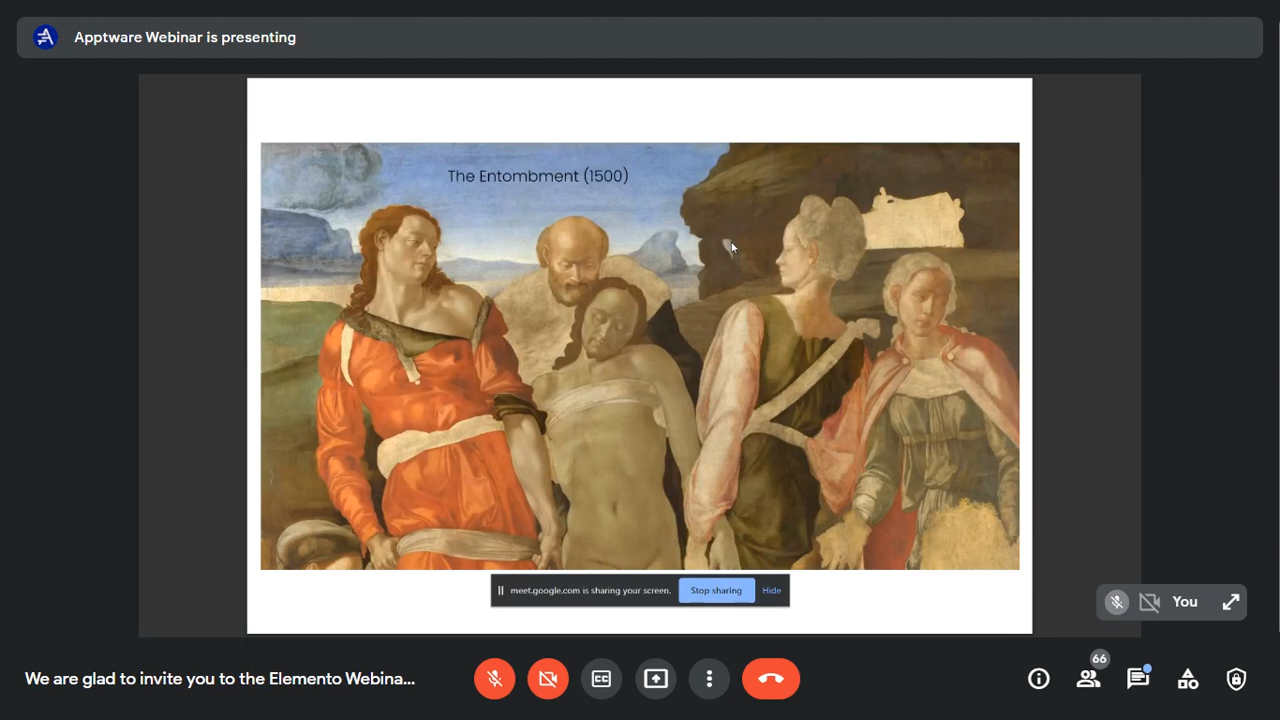 Apptware Webinar is presenting
The Entombment (1500)
meet.google.com is sharing your screen.
Stop sharing
Hide
You
66
We are glad to invite you to the Elemento Webina...
CC